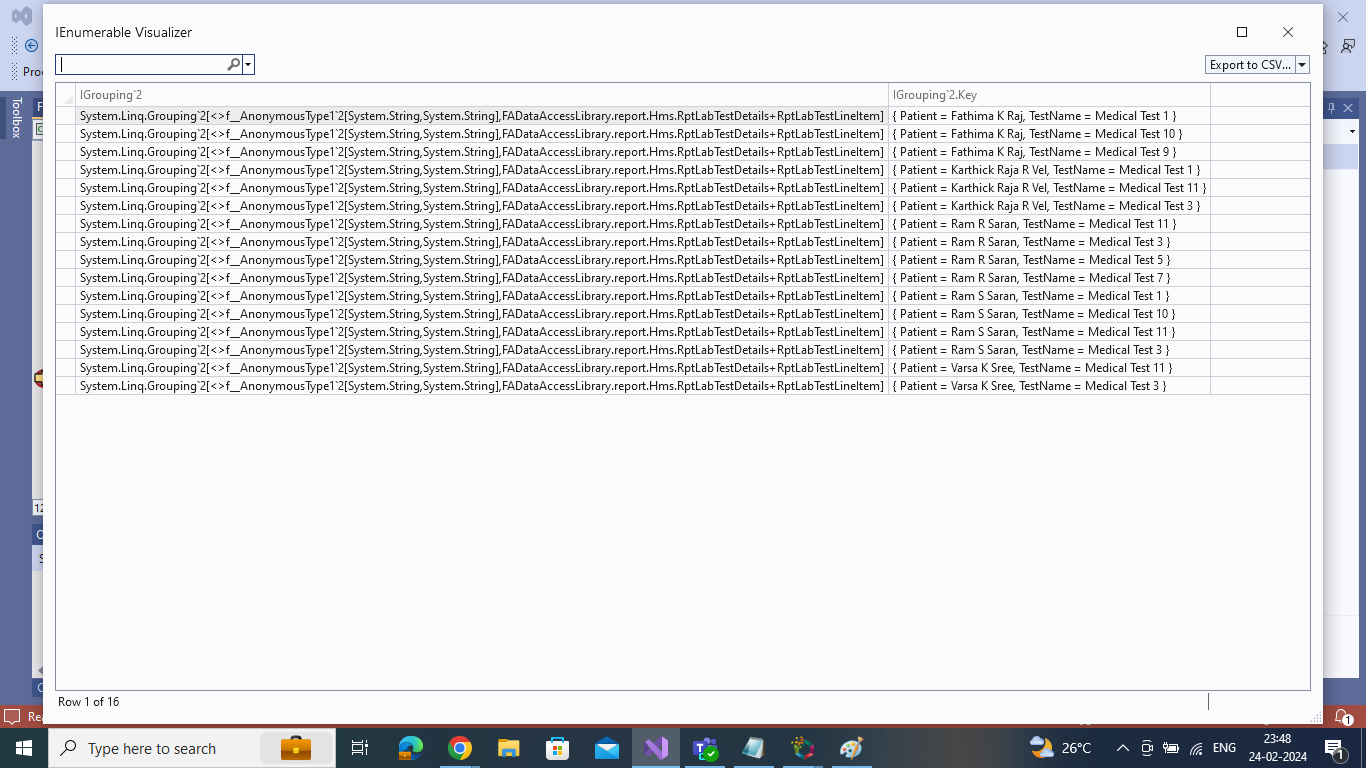 IEnumerable Visualizer
Export to CSV...
Proc
Toolbox
F
IGrouping`2 IGrouping`2.Key
System.Linq.Grouping`2[<>f__AnonymousType1`2[System.String,System.String],FADataAccessLibrary.report.Hms.RptLabTestDetails+RptLabTestLineItem] { Patient = Fathima K Raj, TestName = Medical Test 1 }
System.Linq.Grouping`2[<>f__AnonymousType1`2[System.String,System.String],FADataAccessLibrary.report.Hms.RptLabTestDetails+RptLabTestLineItem] { Patient = Fathima K Raj, TestName = Medical Test 10 }
System.Linq.Grouping`2[<>f__AnonymousType1`2[System.String,System.String],FADataAccessLibrary.report.Hms.RptLabTestDetails+RptLabTestLineItem] { Patient = Fathima K Raj, TestName = Medical Test 9 }
System.Linq.Grouping`2[<>f__AnonymousType1`2[System.String,System.String],FADataAccessLibrary.report.Hms.RptLabTestDetails+RptLabTestLineItem] { Patient = Karthick Raja R Vel, TestName = Medical Test 1 }
System.Linq.Grouping`2[<>f__AnonymousType1`2[System.String,System.String],FADataAccessLibrary.report.Hms.RptLabTestDetails+RptLabTestLineItem] { Patient = Karthick Raja R Vel, TestName = Medical Test 11 }
System.Linq.Grouping`2[<>f__AnonymousType1`2[System.String,System.String],FADataAccessLibrary.report.Hms.RptLabTestDetails+RptLabTestLineItem] { Patient = Karthick Raja R Vel, TestName = Medical Test 3 }
System.Linq.Grouping`2[<>f__AnonymousType1`2[System.String,System.String],FADataAccessLibrary.report.Hms.RptLabTestDetails+RptLabTestLineItem] { Patient = Ram R Saran, TestName = Medical Test 11 }
System.Linq.Grouping`2[<>f__AnonymousType1`2[System.String,System.String],FADataAccessLibrary.report.Hms.RptLabTestDetails+RptLabTestLineItem] { Patient = Ram R Saran, TestName = Medical Test 3 }
System.Linq.Grouping`2[<>f__AnonymousType1`2[System.String,System.String],FADataAccessLibrary.report.Hms.RptLabTestDetails+RptLabTestLineItem] { Patient = Ram R Saran, TestName = Medical Test 5 }
System.Linq.Grouping`2[<>f__AnonymousType1`2[System.String,System.String],FADataAccessLibrary.report.Hms.RptLabTestDetails+RptLabTestLineItem] { Patient = Ram R Saran, TestName = Medical Test 7 }
System.Linq.Grouping`2[<>f__AnonymousType1`2[System.String,System.String],FADataAccessLibrary.report.Hms.RptLabTestDetails+RptLabTestLineItem] { Patient = Ram S Saran, TestName = Medical Test 1 }
System.Linq.Grouping`2[<>f__AnonymousType1`2[System.String,System.String],FADataAccessLibrary.report.Hms.RptLabTestDetails+RptLabTestLineItem] { Patient = Ram S Saran, TestName = Medical Test 10 }
System.Linq.Grouping`2[<>f__AnonymousType1`2[System.String,System.String],FADataAccessLibrary.report.Hms.RptLabTestDetails+RptLabTestLineItem] { Patient = Ram S Saran, TestName = Medical Test 11 }
System.Linq.Grouping`2[<>f__AnonymousType1`2[System.String,System.String],FADataAccessLibrary.report.Hms.RptLabTestDetails+RptLabTestLineItem] { Patient = Ram S Saran, TestName = Medical Test 3 }
System.Linq.Grouping`2[<>f__AnonymousType1`2[System.String,System.String],FADataAccessLibrary.report.Hms.RptLabTestDetails+RptLabTestLineItem] { Patient = Varsa K Sree, TestName = Medical Test 11 }
System.Linq.Grouping`2[<>f__AnonymousType1`2[System.String,System.String],FADataAccessLibrary.report.Hms.RptLabTestDetails+RptLabTestLineItem] { Patient = Varsa K Sree, TestName = Medical Test 3 }
Row 1 of 16
Type here to search
26°C
ENG
23:48
24-02-2024